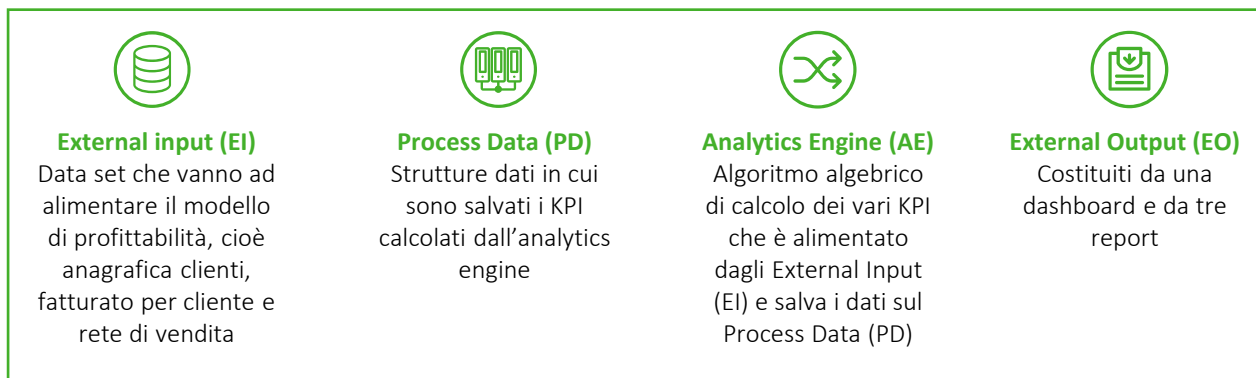 External input (EI)
Data set che vanno ad
alimentare il modello
di profittabilità, cioè
anagrafica clienti,
fatturato per cliente e
rete di vendita
Process Data (PD)
Strutture dati in cui
sono salvati i KPI
calcolati dall’analytics
engine
Analytics Engine (AE)
Algoritmo algebrico
di calcolo dei vari KPI
che è alimentato
dagli External Input
(EI) e salva i dati sul
Process Data (PD)
External Output (EO)
Costituiti da una
dashboard e da tre
report